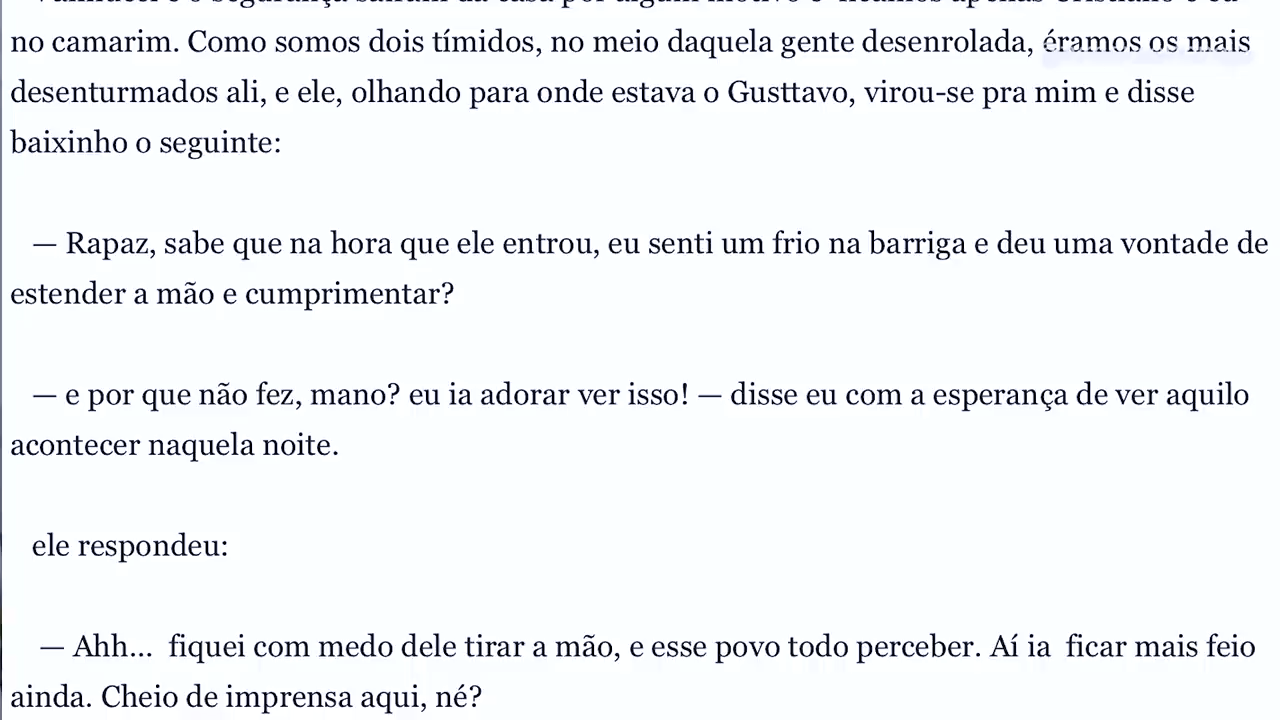 no camarim. Como somos dois tímidos, no meio daquela gente desenrolada, éramos os mais
desenturmados ali, e ele, olhando para onde estava o Gusttavo, virou-se pra mim e disse
baixinho o seguinte:
— Rapaz, sabe que na hora que ele entrou, eu senti um frio na barriga e deu uma vontade de
estender a mão e cumprimentar?
— e por que não fez, mano? eu ia adorar ver isso! — disse eu com a esperança de ver aquilo
acontecer naquela noite.
ele respondeu:
— Ahh... fiquei com medo dele tirar a mão, e esse povo todo perceber. Aí ia ficar mais feio
ainda. Cheio de imprensa aqui, né?